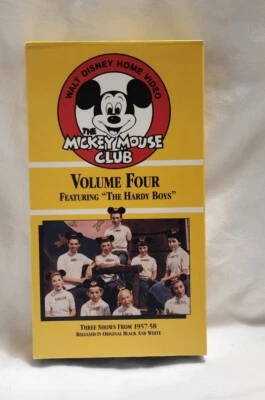 WALT DISNEY HOME VIDEO
THE
MICKEY MOUSE
CLUB
VOLUME FOUR
FEATURING "THE HARDY BOYS"
THREE SHOWS FROM 1957-58
RELEASED IN ORIGINAL BLACK AND WHITE